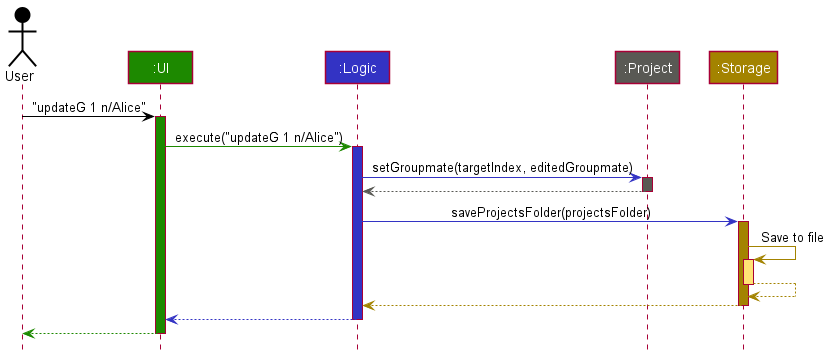 User
:UI
:Logic
:Project
:Storage
"updateG 1 n/Alice"
execute("updateG 1 n/Alice")
setGroupmate(targetIndex, editedGroupmate)
saveProjectsFolder(projectsFolder)
Save to file